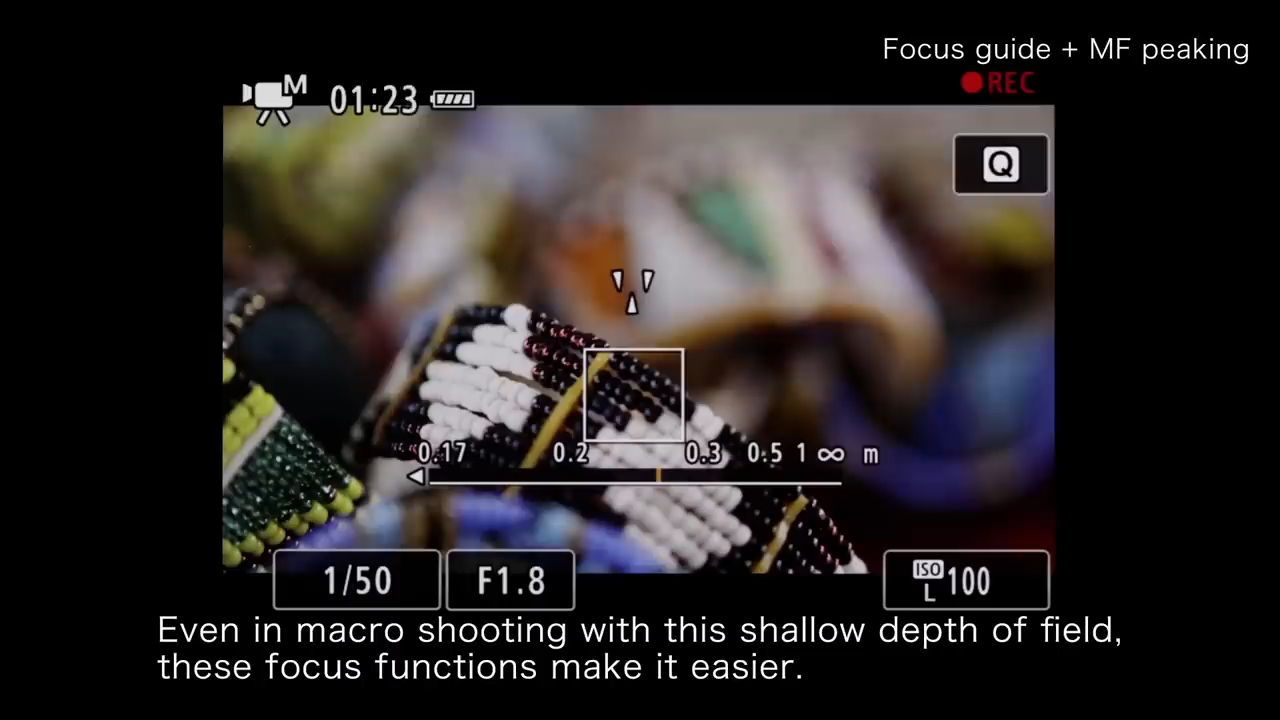 Focus guide + MF peaking
M 01:23 REC
Q
0.17 0.2 0.3 0.5 1 ∞ m
1/50 F1.8 ISO L 100
Even in macro shooting with this shallow depth of field,
these focus functions make it easier.